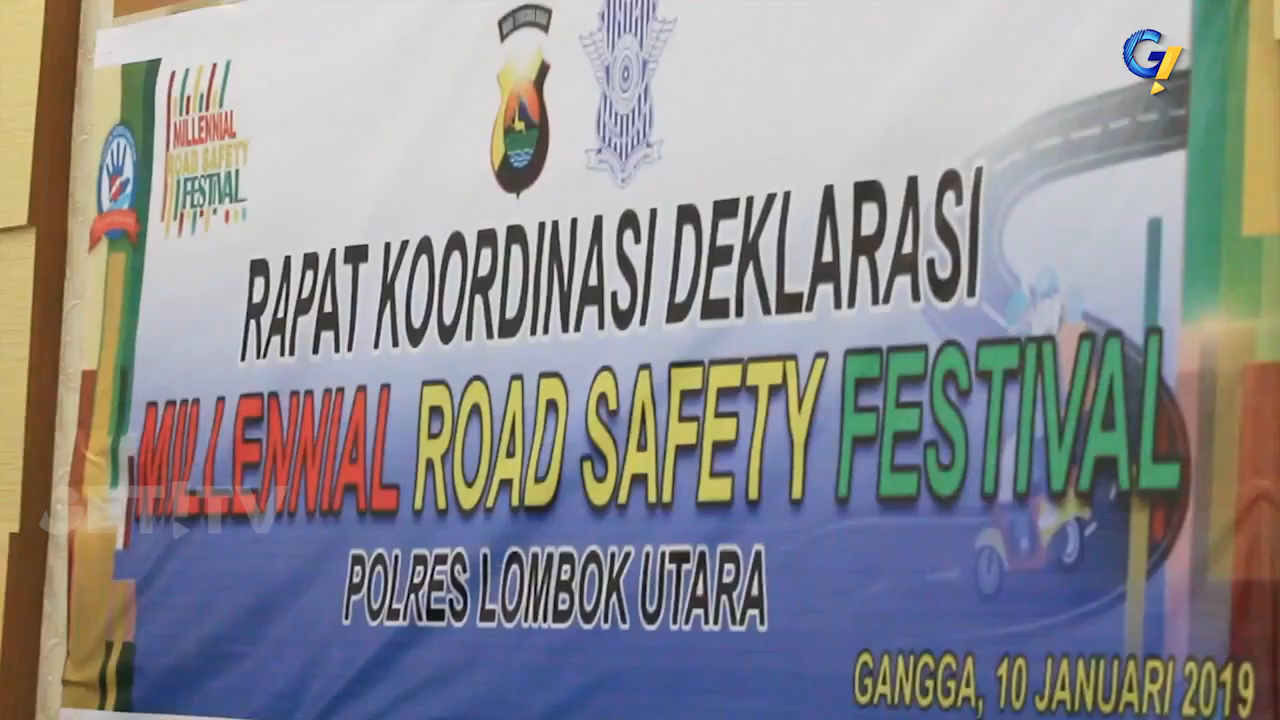 G!
MILLENNIAL
ROAD SAFETY
FESTIVAL
RAPAT KOORDINASI DEKLARASI
MILLENNIAL ROAD SAFETY FESTIVAL
POLRES LOMBOK UTARA
GANGGA, 10 JANUARI 2019